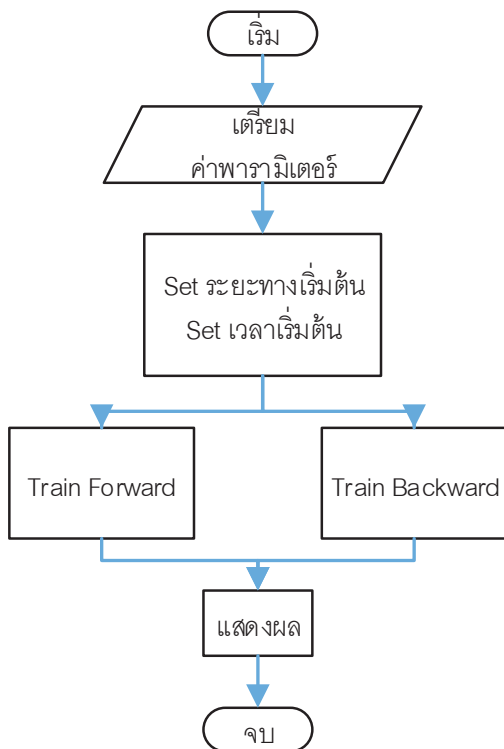 เริ่ม
เตรียม
ค่าพารามิเตอร์
Set ระยะทางเริ่มต้น
Set เวลาเริ่มต้น
Train Forward
Train Backward
แสดงผล
จบ